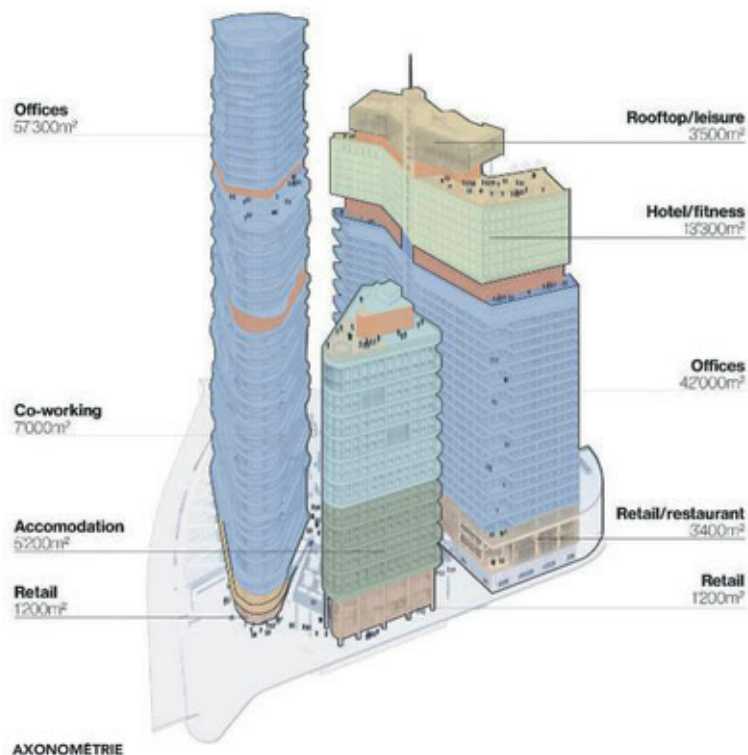 Offices
57'300m²
Co-working
7'000m²
Accomodation
5'200m²
Retail
1'200m²
Rooftop/leisure
3'500m²
Hotel/fitness
13'300m²
Offices
42'000m²
Retail/restaurant
3'400m²
Retail
1'200m²
AXONOMÉTRIE